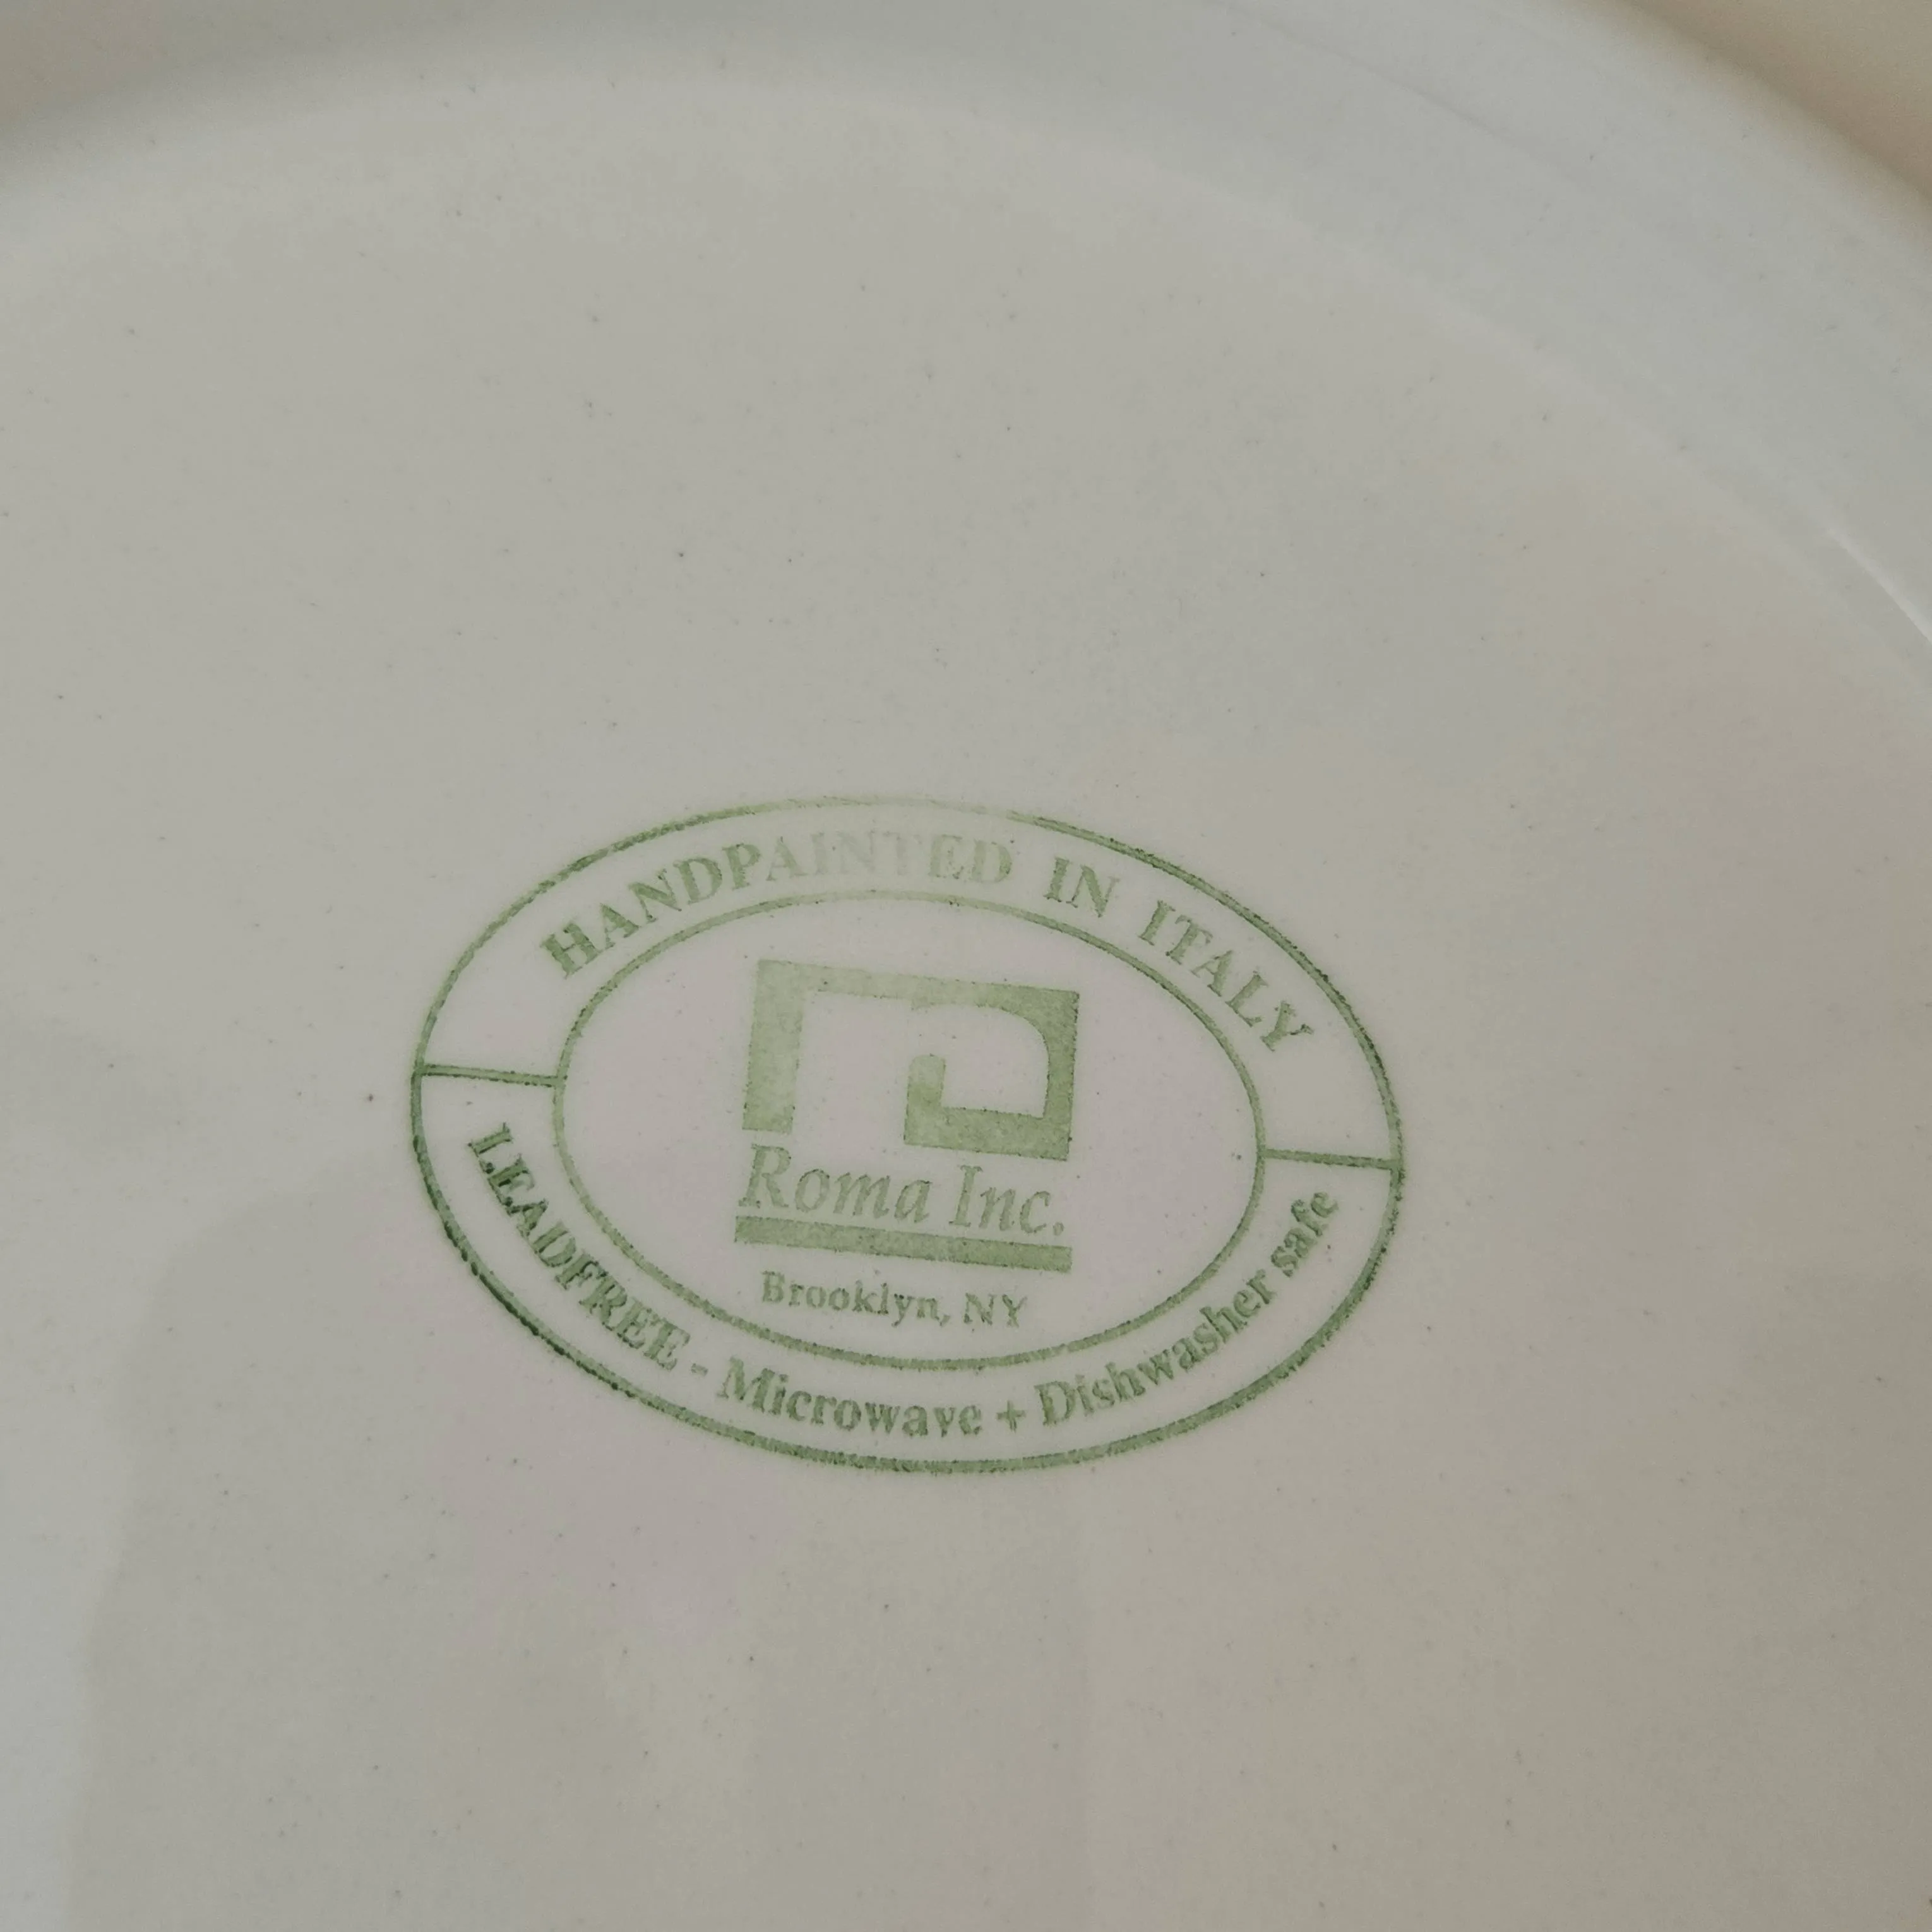 HANDPAINTED IN ITALY
Roma Inc.
Brooklyn, NY
LEADFREE - Microwave + Dishwasher safe